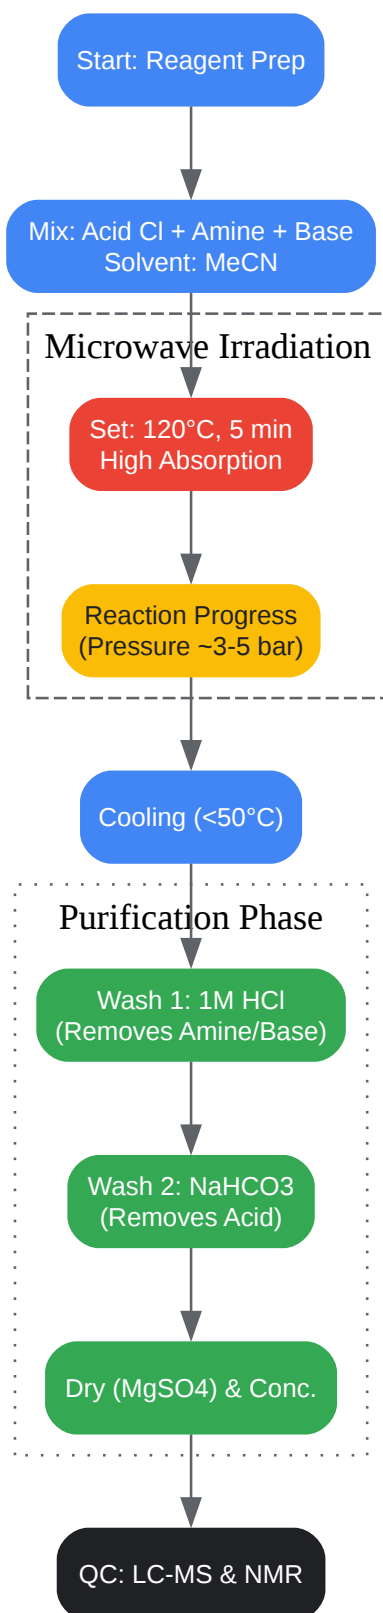 Start: Reagent Prep
Mix: Acid Cl + Amine + Base
Solvent: MeCN
Microwave Irradiation
Set: 120°C, 5 min
High Absorption
Reaction Progress
(Pressure ~3-5 bar)
Cooling (<50°C)
Purification Phase
Wash 1: 1M HCl
(Removes Amine/Base)
Wash 2: NaHCO3
(Removes Acid)
Dry (MgSO4) & Conc.
QC: LC-MS & NMR